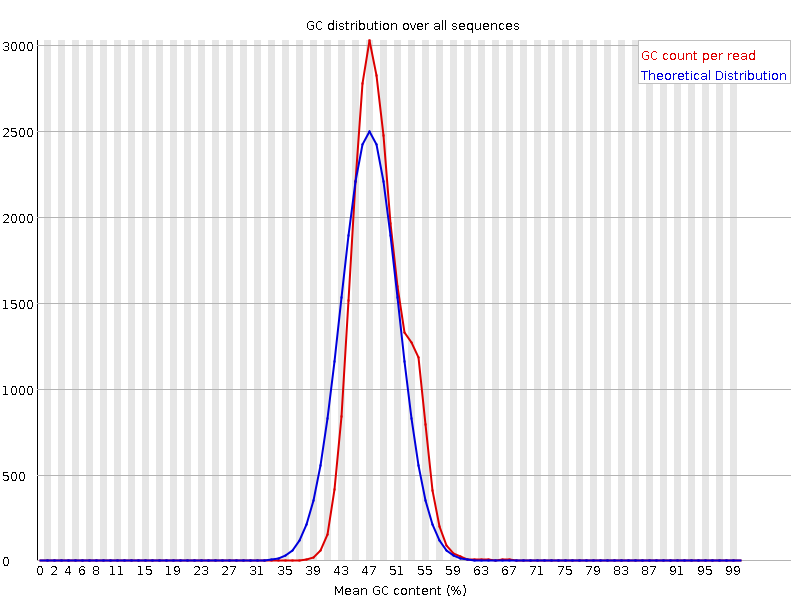 GC distribution over all sequences
GC count per read
Theoretical Distribution
3000
2500
2000
1500
1000
500
0
0 2 4 6 8 11 15 19 23 27 31 35 39 43 47 51 55 59 63 67 71 75 79 83 87 91 95 99
Mean GC content (%)